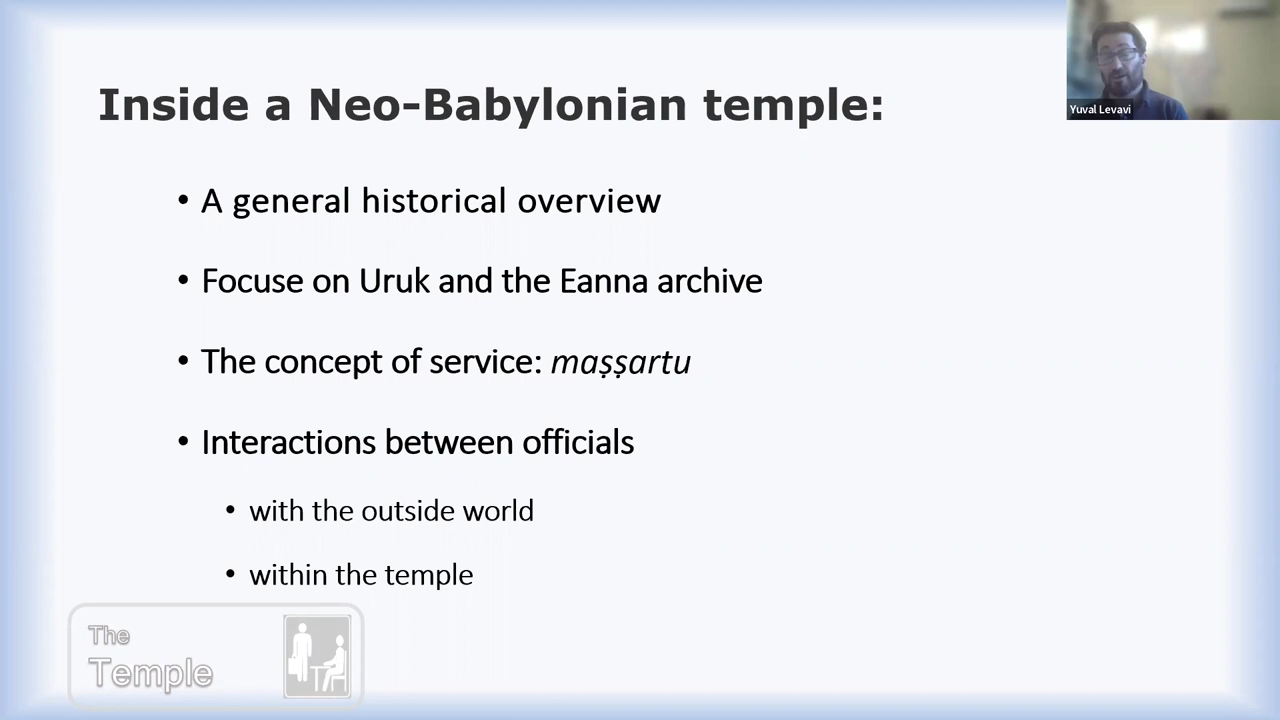 Inside a Neo-Babylonian temple:
Yuval Levavi
• A general historical overview
• Focuse on Uruk and the Eanna archive
• The concept of service: maṣṣartu
• Interactions between officials
• with the outside world
• within the temple
The
Temple